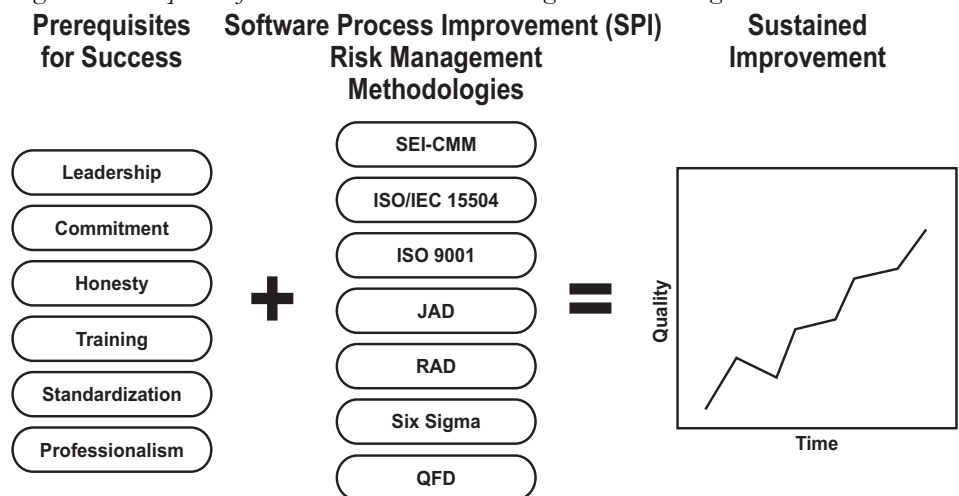 Prerequisites
for Success
Software Process Improvement (SPI)
Risk Management
Methodologies
Sustained
Improvement
Leadership
Commitment
Honesty
Training
Standardization
Professionalism
+
SEI-CMM
ISO/IEC 15504
ISO 9001
JAD
RAD
Six Sigma
QFD
=
Quality
Time